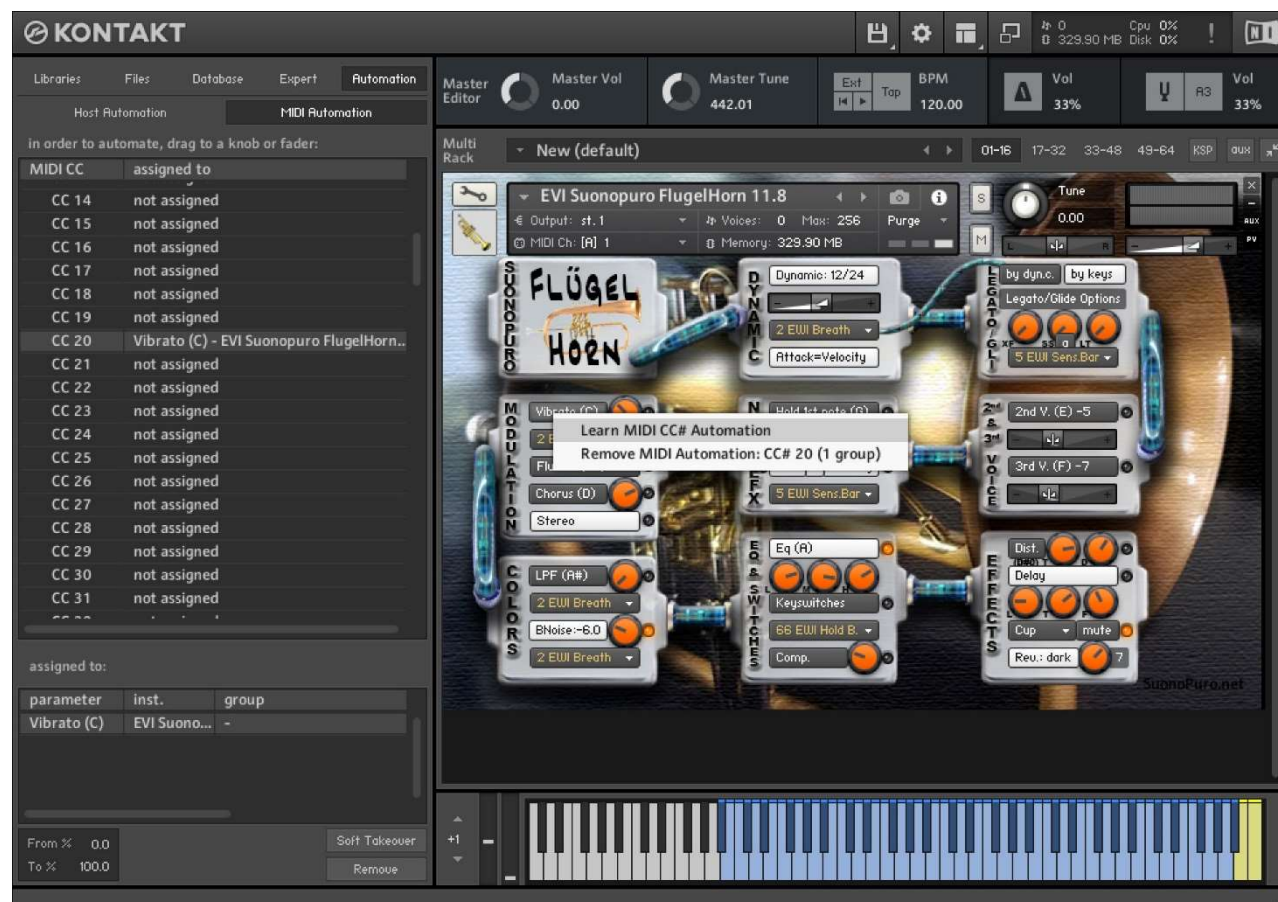 KONTAKT
0
329.90 MB
Cpu 0%
Disk 0%
!
NI
Libraries Files Database Expert Automation
Host Automation MIDI Automation
in order to automate, drag to a knob or fader:
MIDI CC assigned to
CC 14 not assigned
CC 15 not assigned
CC 16 not assigned
CC 17 not assigned
CC 18 not assigned
CC 19 not assigned
CC 20 Vibrato (C) - EVI Suonopuro FlugelHorn..
CC 21 not assigned
CC 22 not assigned
CC 23 not assigned
CC 24 not assigned
CC 25 not assigned
CC 26 not assigned
CC 27 not assigned
CC 28 not assigned
CC 29 not assigned
CC 30 not assigned
CC 31 not assigned
assigned to:
parameter inst. group
Vibrato (C) EVI Suono... -
From % 0.0
To % 100.0
Soft Takeover
Remove
Master Editor
Master Vol
0.00
Master Tune
442.01
Ext
Tap
BPM
120.00
Vol
33%
A3
Vol
33%
Multi Rack
New (default)
01-16 17-32 33-48 49-64 KSP aux
EVI Suonopuro FlugelHorn 11.8
Output: st.1 Voices: 0 Max: 256 Purge
MIDI Ch: [A] 1 Memory: 329.90 MB
S
M
Tune
0.00
L R
- +
AUX
PV
SUONOPURO
FLÜGEL
HORN
DYNAMIC
Dynamic: 12/24
2 EWI Breath
Attack=Velocity
LEGATO/GLI
by dyn.c. by keys
Legato/Glide Options
XF SS a LT
5 EWI Sens.Bar
MODULATION
Vibrato (C)
Learn MIDI CC# Automation
Remove MIDI Automation: CC# 20 (1 group)
Chorus (D)
Stereo
Hold 1st note (G)
5 EWI Sens.Bar
2nd & 3rd VOICE
2nd V. (E) -5
3rd V. (F) -7
COLORS
LPF (A#)
2 EWI Breath
BNoise:-6.0
2 EWI Breath
EQ & SWITCHES
Eq (A)
Keyswitches
66 EWI Hold B.
Comp.
EFFECTS
Dist.
Delay
L T F
Cup mute
Rev.: dark 7
SuonoPuro.net
+1